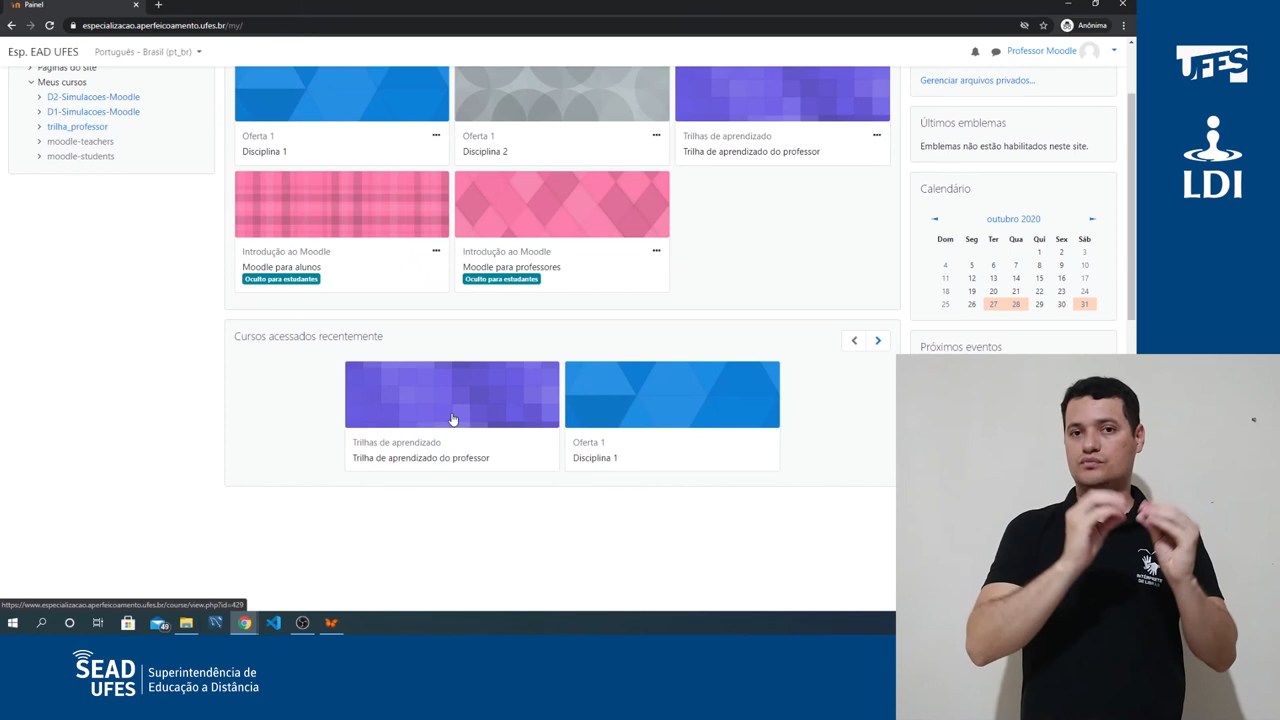 Painel
especializacao.aperfeicoamento.ufes.br/my/
Anônima
Esp. EAD UFES
Português - Brasil (pt_br)
Professor Moodle
Páginas do site
Meus cursos
D2-Simulacoes-Moodle
D1-Simulacoes-Moodle
trilha_professor
moodle-teachers
moodle-students
Oferta 1
Disciplina 1
Oferta 1
Disciplina 2
Trilhas de aprendizado
Trilha de aprendizado do professor
Introdução ao Moodle
Moodle para alunos
Oculto para estudantes
Introdução ao Moodle
Moodle para professores
Oculto para estudantes
Cursos acessados recentemente
Trilhas de aprendizado
Trilha de aprendizado do professor
Oferta 1
Disciplina 1
Gerenciar arquivos privados...
Últimos emblemas
Emblemas não estão habilitados neste site.
Calendário
◄ outubro 2020 ►
Dom Seg Ter Qua Qui Sex Sáb
1 2 3
4 5 6 7 8 9 10
11 12 13 14 15 16 17
18 19 20 21 22 23 24
25 26 27 28 29 30 31
Próximos eventos
https://www.especializacao.aperfeicoamento.ufes.br/course/view.php?id=429
49
UFES
LDI
INTÉRPRETE
DE LIBRAS
SEAD
UFES
Superintendência de
Educação a Distância